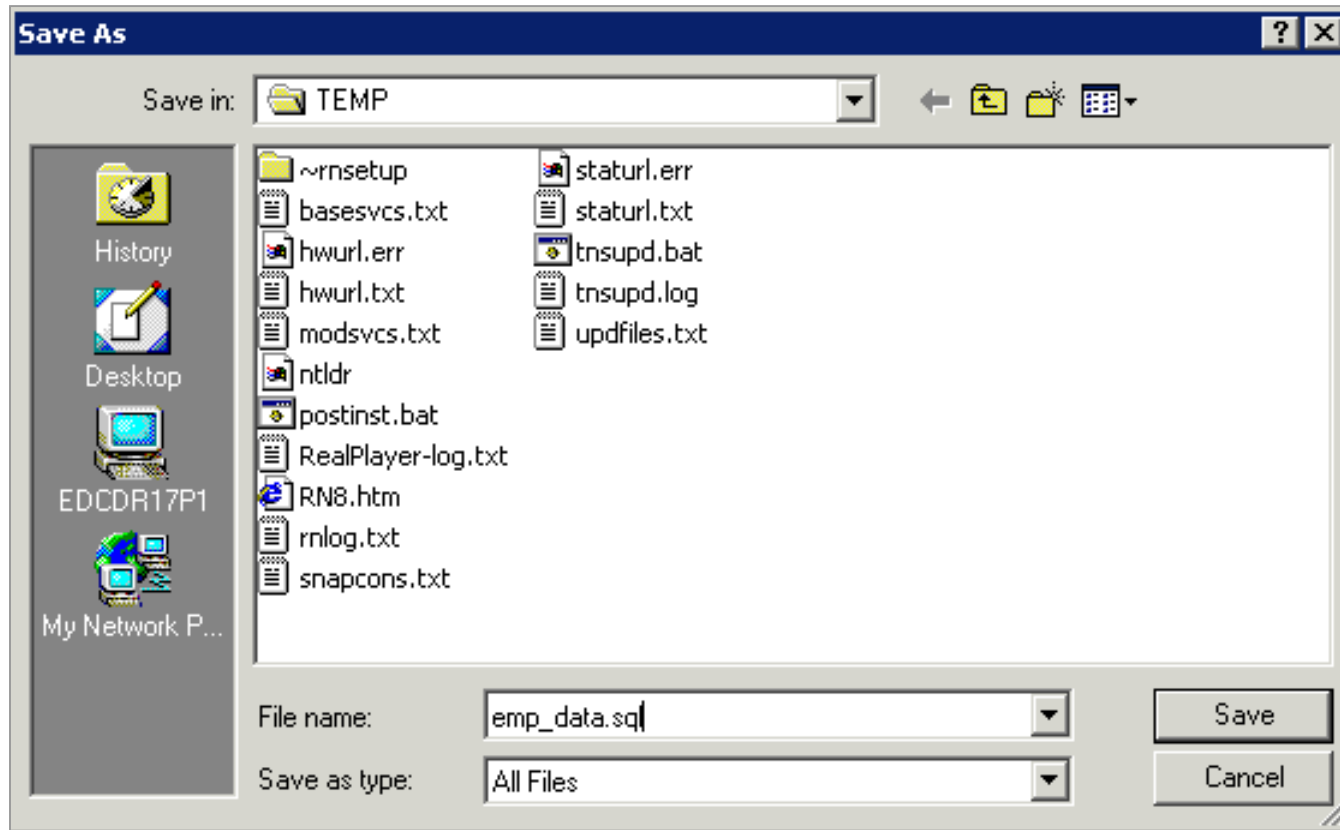 Save As
Save in: TEMP
History
Desktop
EDCDR17P1
My Network P...
~rnsetup
basesvcs.txt
hwurl.err
hwurl.txt
modsvcs.txt
ntldr
postinst.bat
RealPlayer-log.txt
RN8.htm
rnlog.txt
snapcons.txt
staturl.err
staturl.txt
tnsupd.bat
tnsupd.log
updfiles.txt
File name: emp_data.sql Save
Save as type: All Files Cancel